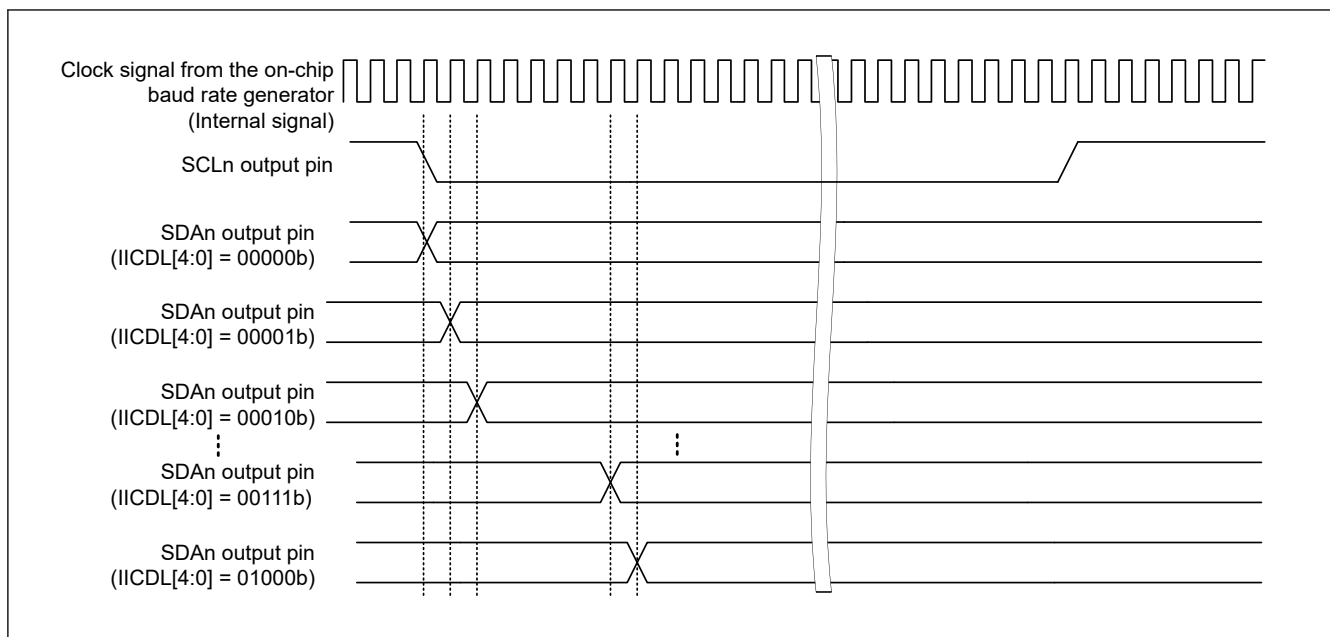 Clock signal from the on-chip
baud rate generator
(Internal signal)
SCLn output pin
SDAn output pin
(IICDL[4:0] = 00000b)
SDAn output pin
(IICDL[4:0] = 00001b)
SDAn output pin
(IICDL[4:0] = 00010b)
SDAn output pin
(IICDL[4:0] = 00111b)
SDAn output pin
(IICDL[4:0] = 01000b)